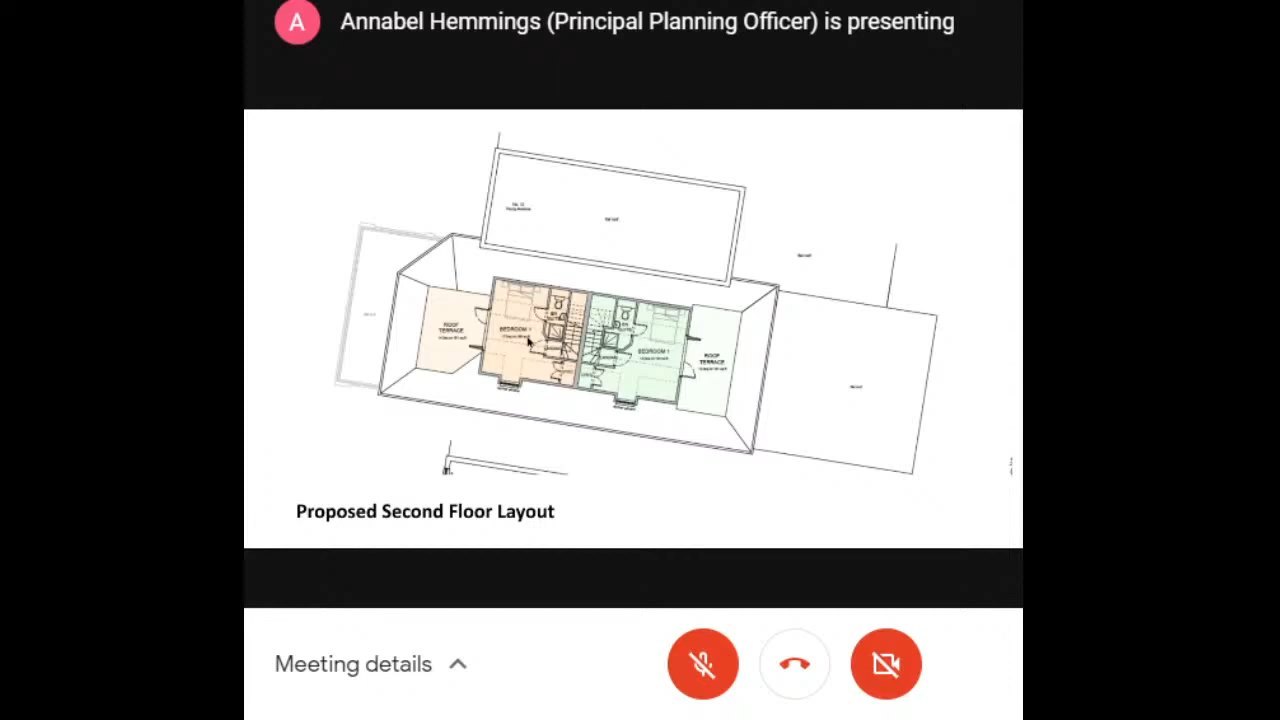 A
Annabel Hemmings (Principal Planning Officer) is presenting
ROOF
TERRACE
BEDROOM 1
BEDROOM 1
ROOF
TERRACE
Proposed Second Floor Layout
Meeting details